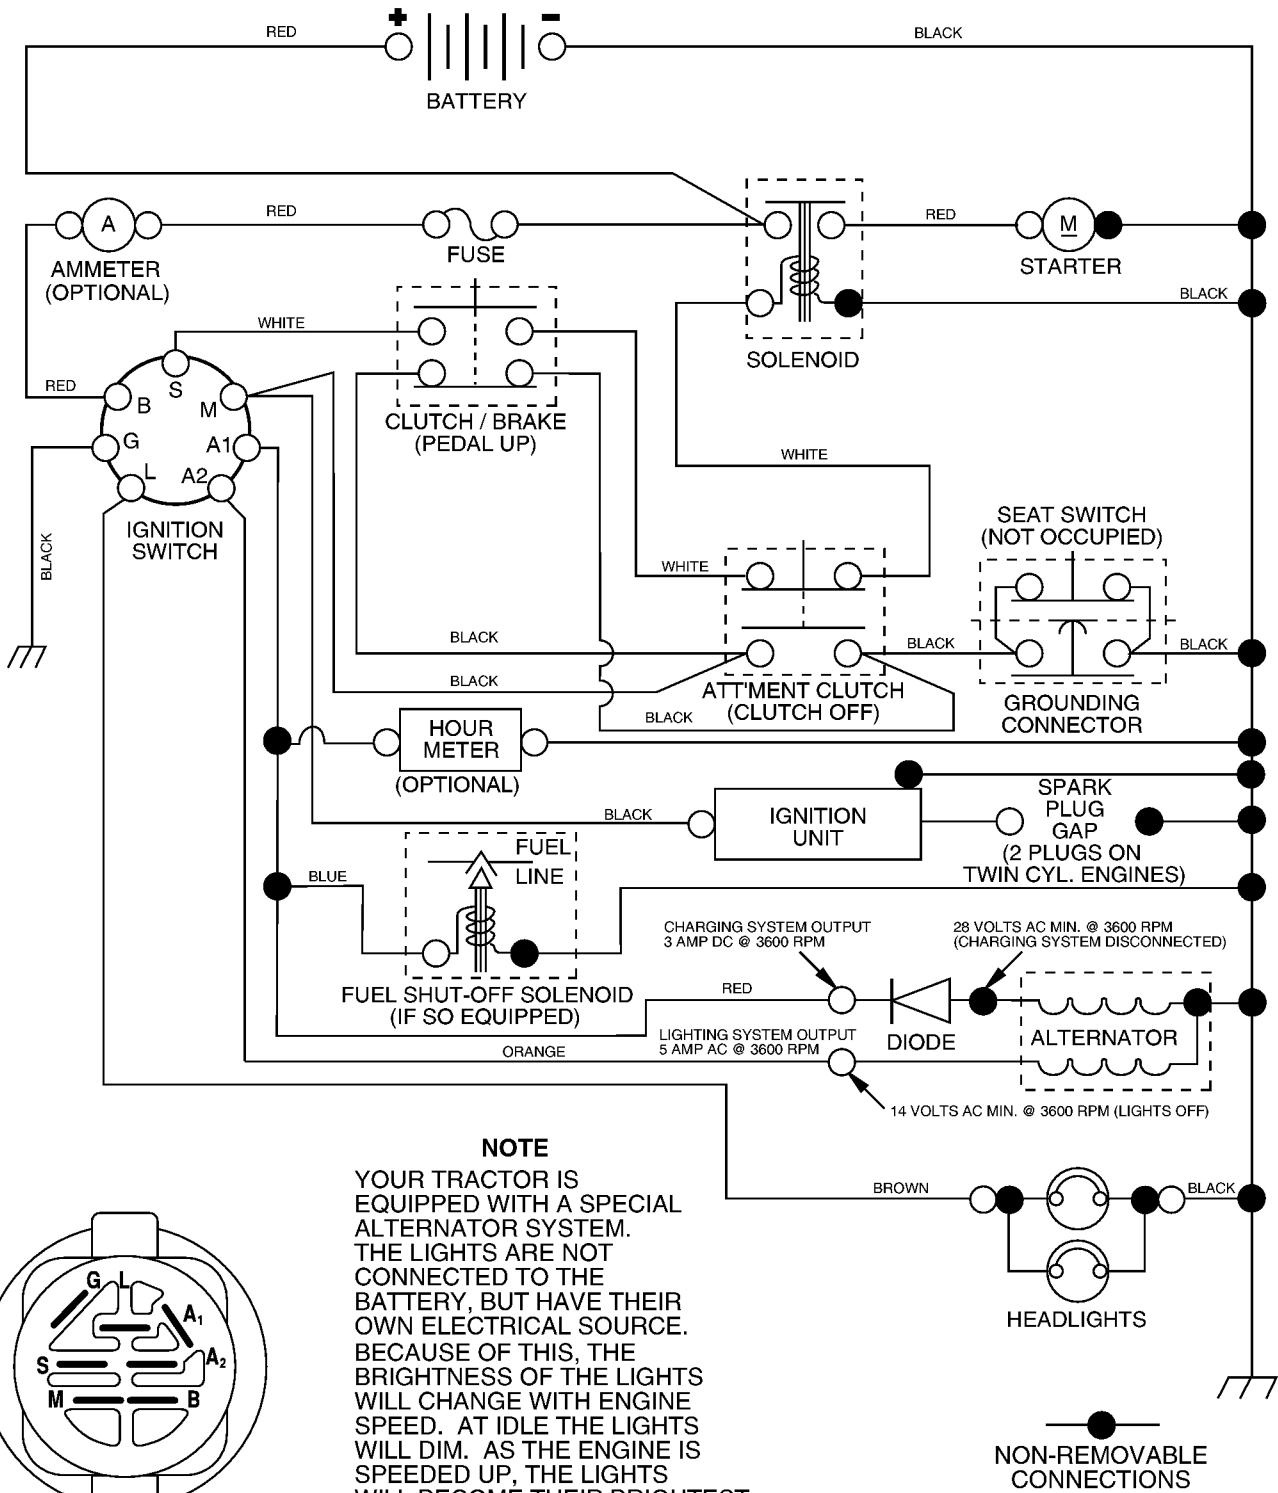 +
−
RED
BLACK
BATTERY
A
RED
FUSE
RED
M
STARTER
AMMETER
(OPTIONAL)
BLACK
WHITE
SOLENOID
RED
S
B
M
G
A1
L
A2
CLUTCH / BRAKE
(PEDAL UP)
WHITE
IGNITION
SWITCH
BLACK
SEAT SWITCH
(NOT OCCUPIED)
WHITE
BLACK
BLACK
BLACK
BLACK
ATT'MENT CLUTCH
(CLUTCH OFF)
BLACK
GROUNDING
CONNECTOR
HOUR
METER
(OPTIONAL)
BLACK
IGNITION
UNIT
SPARK
PLUG
GAP
(2 PLUGS ON
TWIN CYL. ENGINES)
FUEL
LINE
BLUE
CHARGING SYSTEM OUTPUT
3 AMP DC @ 3600 RPM
28 VOLTS AC MIN. @ 3600 RPM
(CHARGING SYSTEM DISCONNECTED)
FUEL SHUT-OFF SOLENOID
(IF SO EQUIPPED)
RED
DIODE
ALTERNATOR
LIGHTING SYSTEM OUTPUT
5 AMP AC @ 3600 RPM
ORANGE
14 VOLTS AC MIN. @ 3600 RPM (LIGHTS OFF)
NOTE
YOUR TRACTOR IS
EQUIPPED WITH A SPECIAL
ALTERNATOR SYSTEM.
THE LIGHTS ARE NOT
CONNECTED TO THE
BATTERY, BUT HAVE THEIR
OWN ELECTRICAL SOURCE.
BECAUSE OF THIS, THE
BRIGHTNESS OF THE LIGHTS
WILL CHANGE WITH ENGINE
SPEED. AT IDLE THE LIGHTS
WILL DIM. AS THE ENGINE IS
SPEEDED UP, THE LIGHTS
WILL BECOME THEIR BRIGHTEST
BROWN
BLACK
HEADLIGHTS
G
L
A1
S
A2
M
B
NON-REMOVABLE
CONNECTIONS